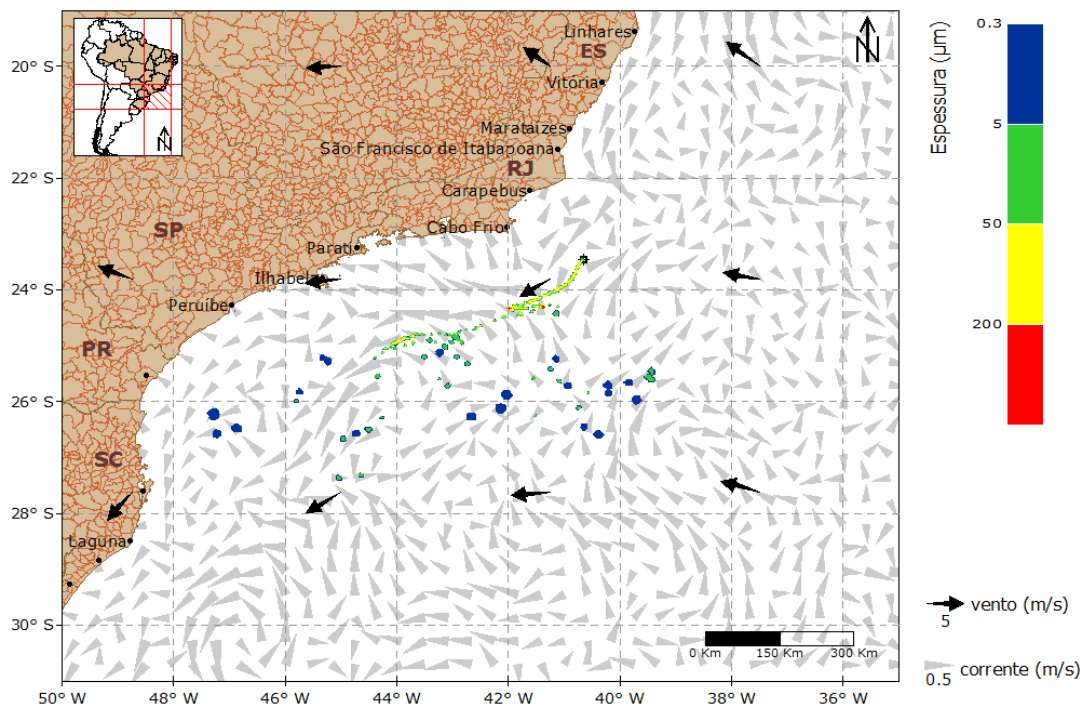 Linhares
ES
20° S
Vitória
Marataízes
São Francisco de Itabapoana
RJ
22° S
Carapebus
SP
Cabo Frio
Parati
Ilhabela
24° S
Peruíbe
PR
26° S
SC
28° S
Laguna
30° S
0 Km 150 Km 300 Km
50° W 48° W 46° W 44° W 42° W 40° W 38° W 36° W
N
N
Espessura (µm)
0.3
5
50
200
vento (m/s)
5
corrente (m/s)
0.5